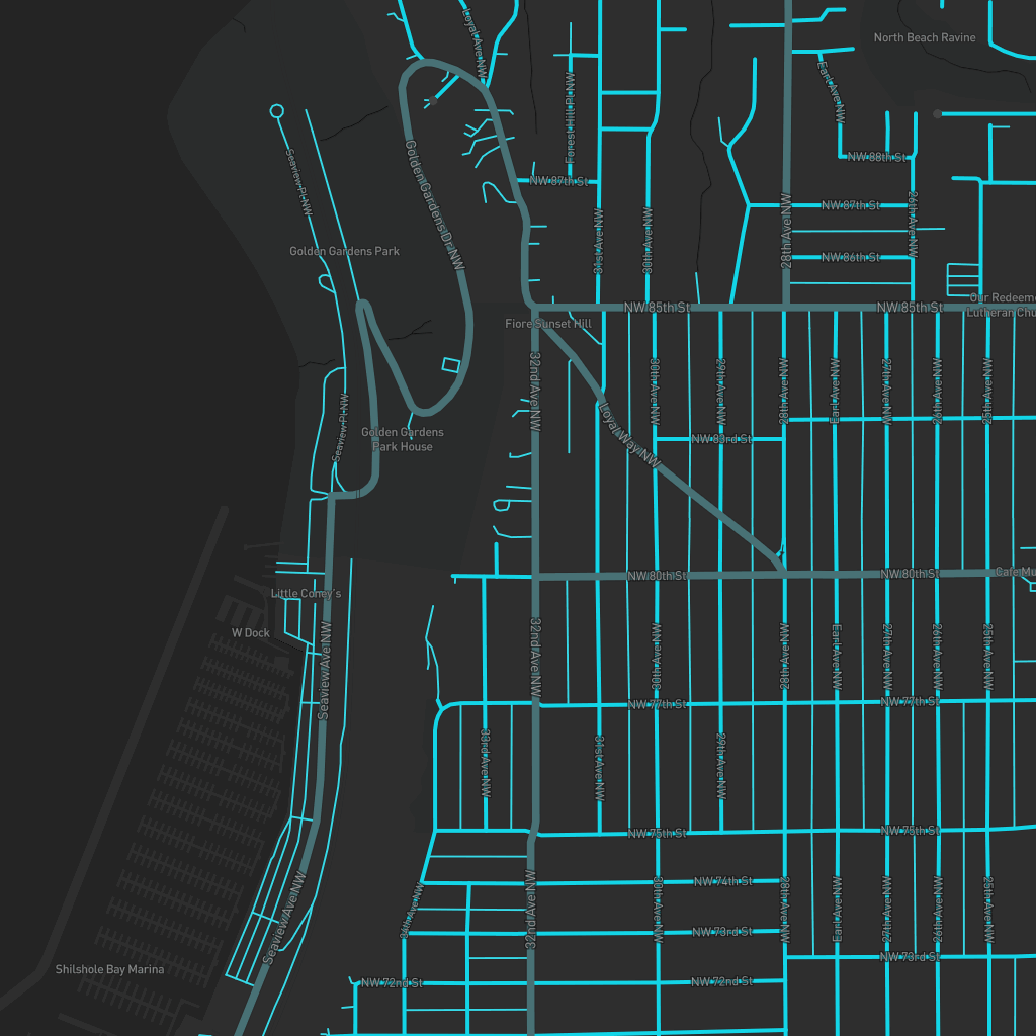 Loyal Ave NW
North Beach Ravine
Earl Ave NW
Forest Hill Pl NW
Seaview Pl NW
NW 88th St
NW 87th St
Golden Gardens Dr NW
28th Ave NW
26th Ave NW
NW 87th St
31st Ave NW
30th Ave NW
Golden Gardens Park
NW 86th St
Our Redeeme
Lutheran Chu
NW 85th St
NW 85th St
Fiore Sunset Hill
32nd Ave NW
30th Ave NW
29th Ave NW
28th Ave NW
Earl Ave NW
27th Ave NW
26th Ave NW
25th Ave NW
Seaview Pl NW
Loyal Way NW
Golden Gardens
Park House
NW 83rd St
NW 80th St
NW 80th St
Cafe Mu
Little Coney's
W Dock
Seaview Ave NW
32nd Ave NW
30th Ave NW
28th Ave NW
Earl Ave NW
27th Ave NW
26th Ave NW
25th Ave NW
NW 77th St
NW 77th St
33rd Ave NW
31st Ave NW
29th Ave NW
NW 75th St
NW 75th St
Seaview Ave NW
34th Ave NW
32nd Ave NW
NW 74th St
30th Ave NW
28th Ave NW
Earl Ave NW
27th Ave NW
26th Ave NW
25th Ave NW
NW 73rd St
NW 73rd St
Shilshole Bay Marina
NW 72nd St
NW 72nd St